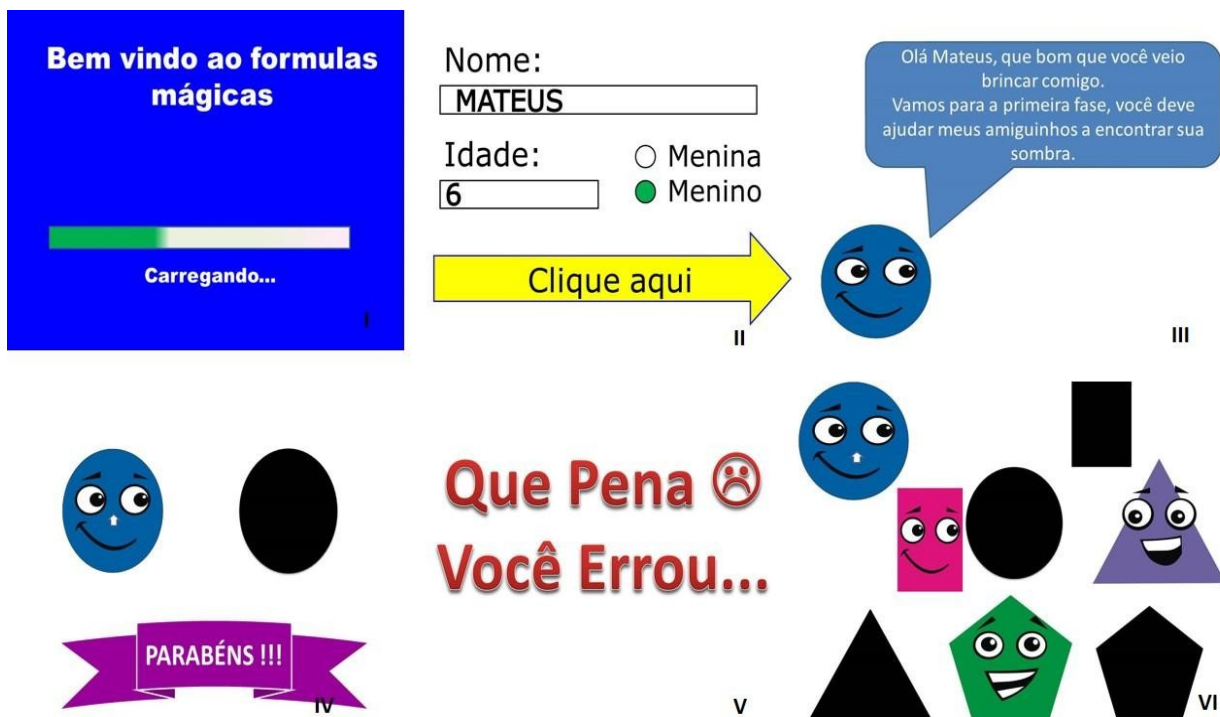 Bem vindo ao formulas
mágicas
Carregando...
I
Nome:
MATEUS
Idade:
6
Menina
Menino
Clique aqui
II
Olá Mateus, que bom que você veio
brincar comigo.
Vamos para a primeira fase, você deve
ajudar meus amiguinhos a encontrar sua
sombra.
III
PARABÉNS !!!
IV
Que Pena ☹
Você Errou...
V
VI